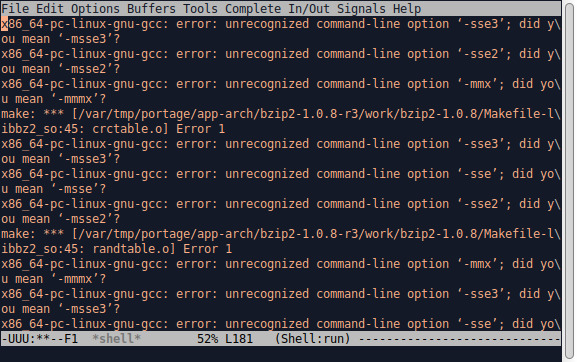 File Edit Options Buffers Tools Complete In/Out Signals Help
x86_64-pc-linux-gnu-gcc: error: unrecognized command-line option ‘-sse3’; did y\
ou mean ‘-msse3’?
x86_64-pc-linux-gnu-gcc: error: unrecognized command-line option ‘-sse2’; did y\
ou mean ‘-msse2’?
x86_64-pc-linux-gnu-gcc: error: unrecognized command-line option ‘-mmx’; did yo\
u mean ‘-mmmx’?
make: *** [/var/tmp/portage/app-arch/bzip2-1.0.8-r3/work/bzip2-1.0.8/Makefile-l\
ibbz2_so:45: crctable.o] Error 1
x86_64-pc-linux-gnu-gcc: error: unrecognized command-line option ‘-sse3’; did y\
ou mean ‘-msse3’?
x86_64-pc-linux-gnu-gcc: error: unrecognized command-line option ‘-sse’; did yo\
u mean ‘-msse’?
x86_64-pc-linux-gnu-gcc: error: unrecognized command-line option ‘-sse2’; did y\
ou mean ‘-msse2’?
make: *** [/var/tmp/portage/app-arch/bzip2-1.0.8-r3/work/bzip2-1.0.8/Makefile-l\
ibbz2_so:45: randtable.o] Error 1
x86_64-pc-linux-gnu-gcc: error: unrecognized command-line option ‘-mmx’; did yo\
u mean ‘-mmmx’?
x86_64-pc-linux-gnu-gcc: error: unrecognized command-line option ‘-sse3’; did y\
ou mean ‘-msse3’?
x86_64-pc-linux-gnu-gcc: error: unrecognized command-line option ‘-sse’; did yo\
-UUU:**--F1  *shell*        52% L181   (Shell:run) -----------------------------